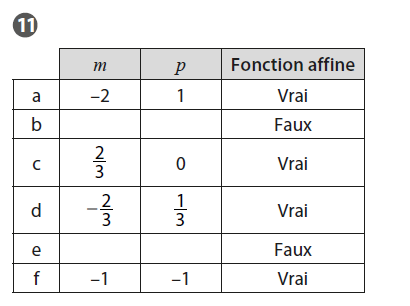 11
m p Fonction affine
a –2 1 Vrai
b Faux
c 2/3 0 Vrai
d –2/3 1/3 Vrai
e Faux
f –1 –1 Vrai